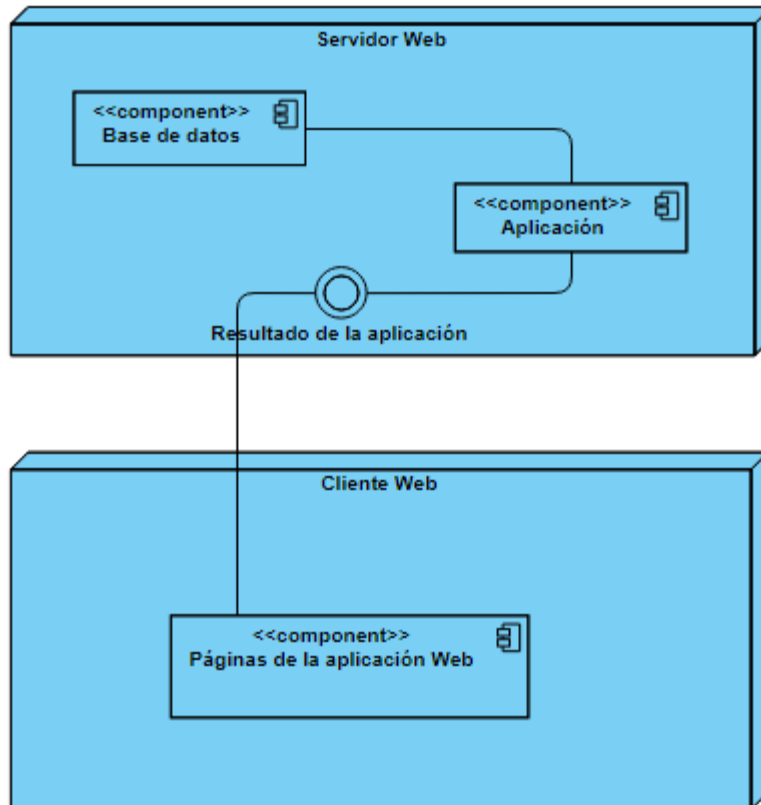 Servidor Web
<<component>>
Base de datos
<<component>>
Aplicación
Resultado de la aplicación
Cliente Web
<<component>>
Páginas de la aplicación Web